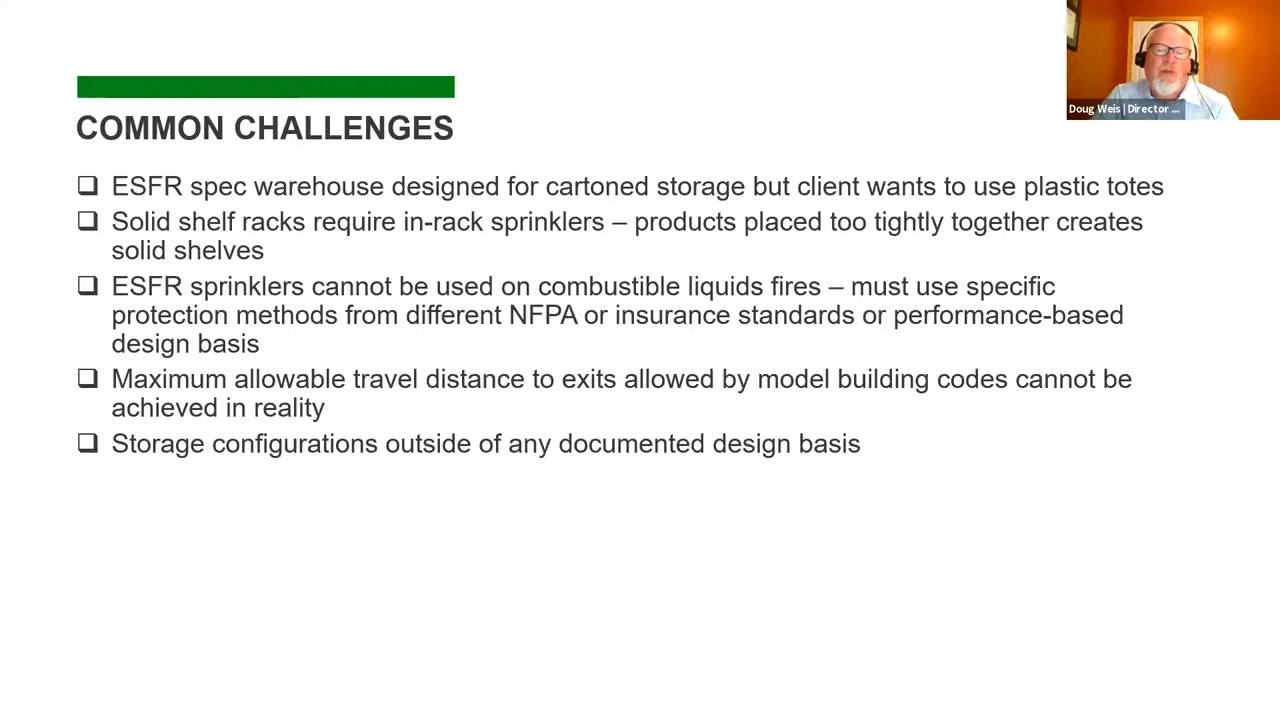 Doug Weis | Director ...
COMMON CHALLENGES
ESFR spec warehouse designed for cartoned storage but client wants to use plastic totes
Solid shelf racks require in-rack sprinklers – products placed too tightly together creates
solid shelves
ESFR sprinklers cannot be used on combustible liquids fires – must use specific
protection methods from different NFPA or insurance standards or performance-based
design basis
Maximum allowable travel distance to exits allowed by model building codes cannot be
achieved in reality
Storage configurations outside of any documented design basis